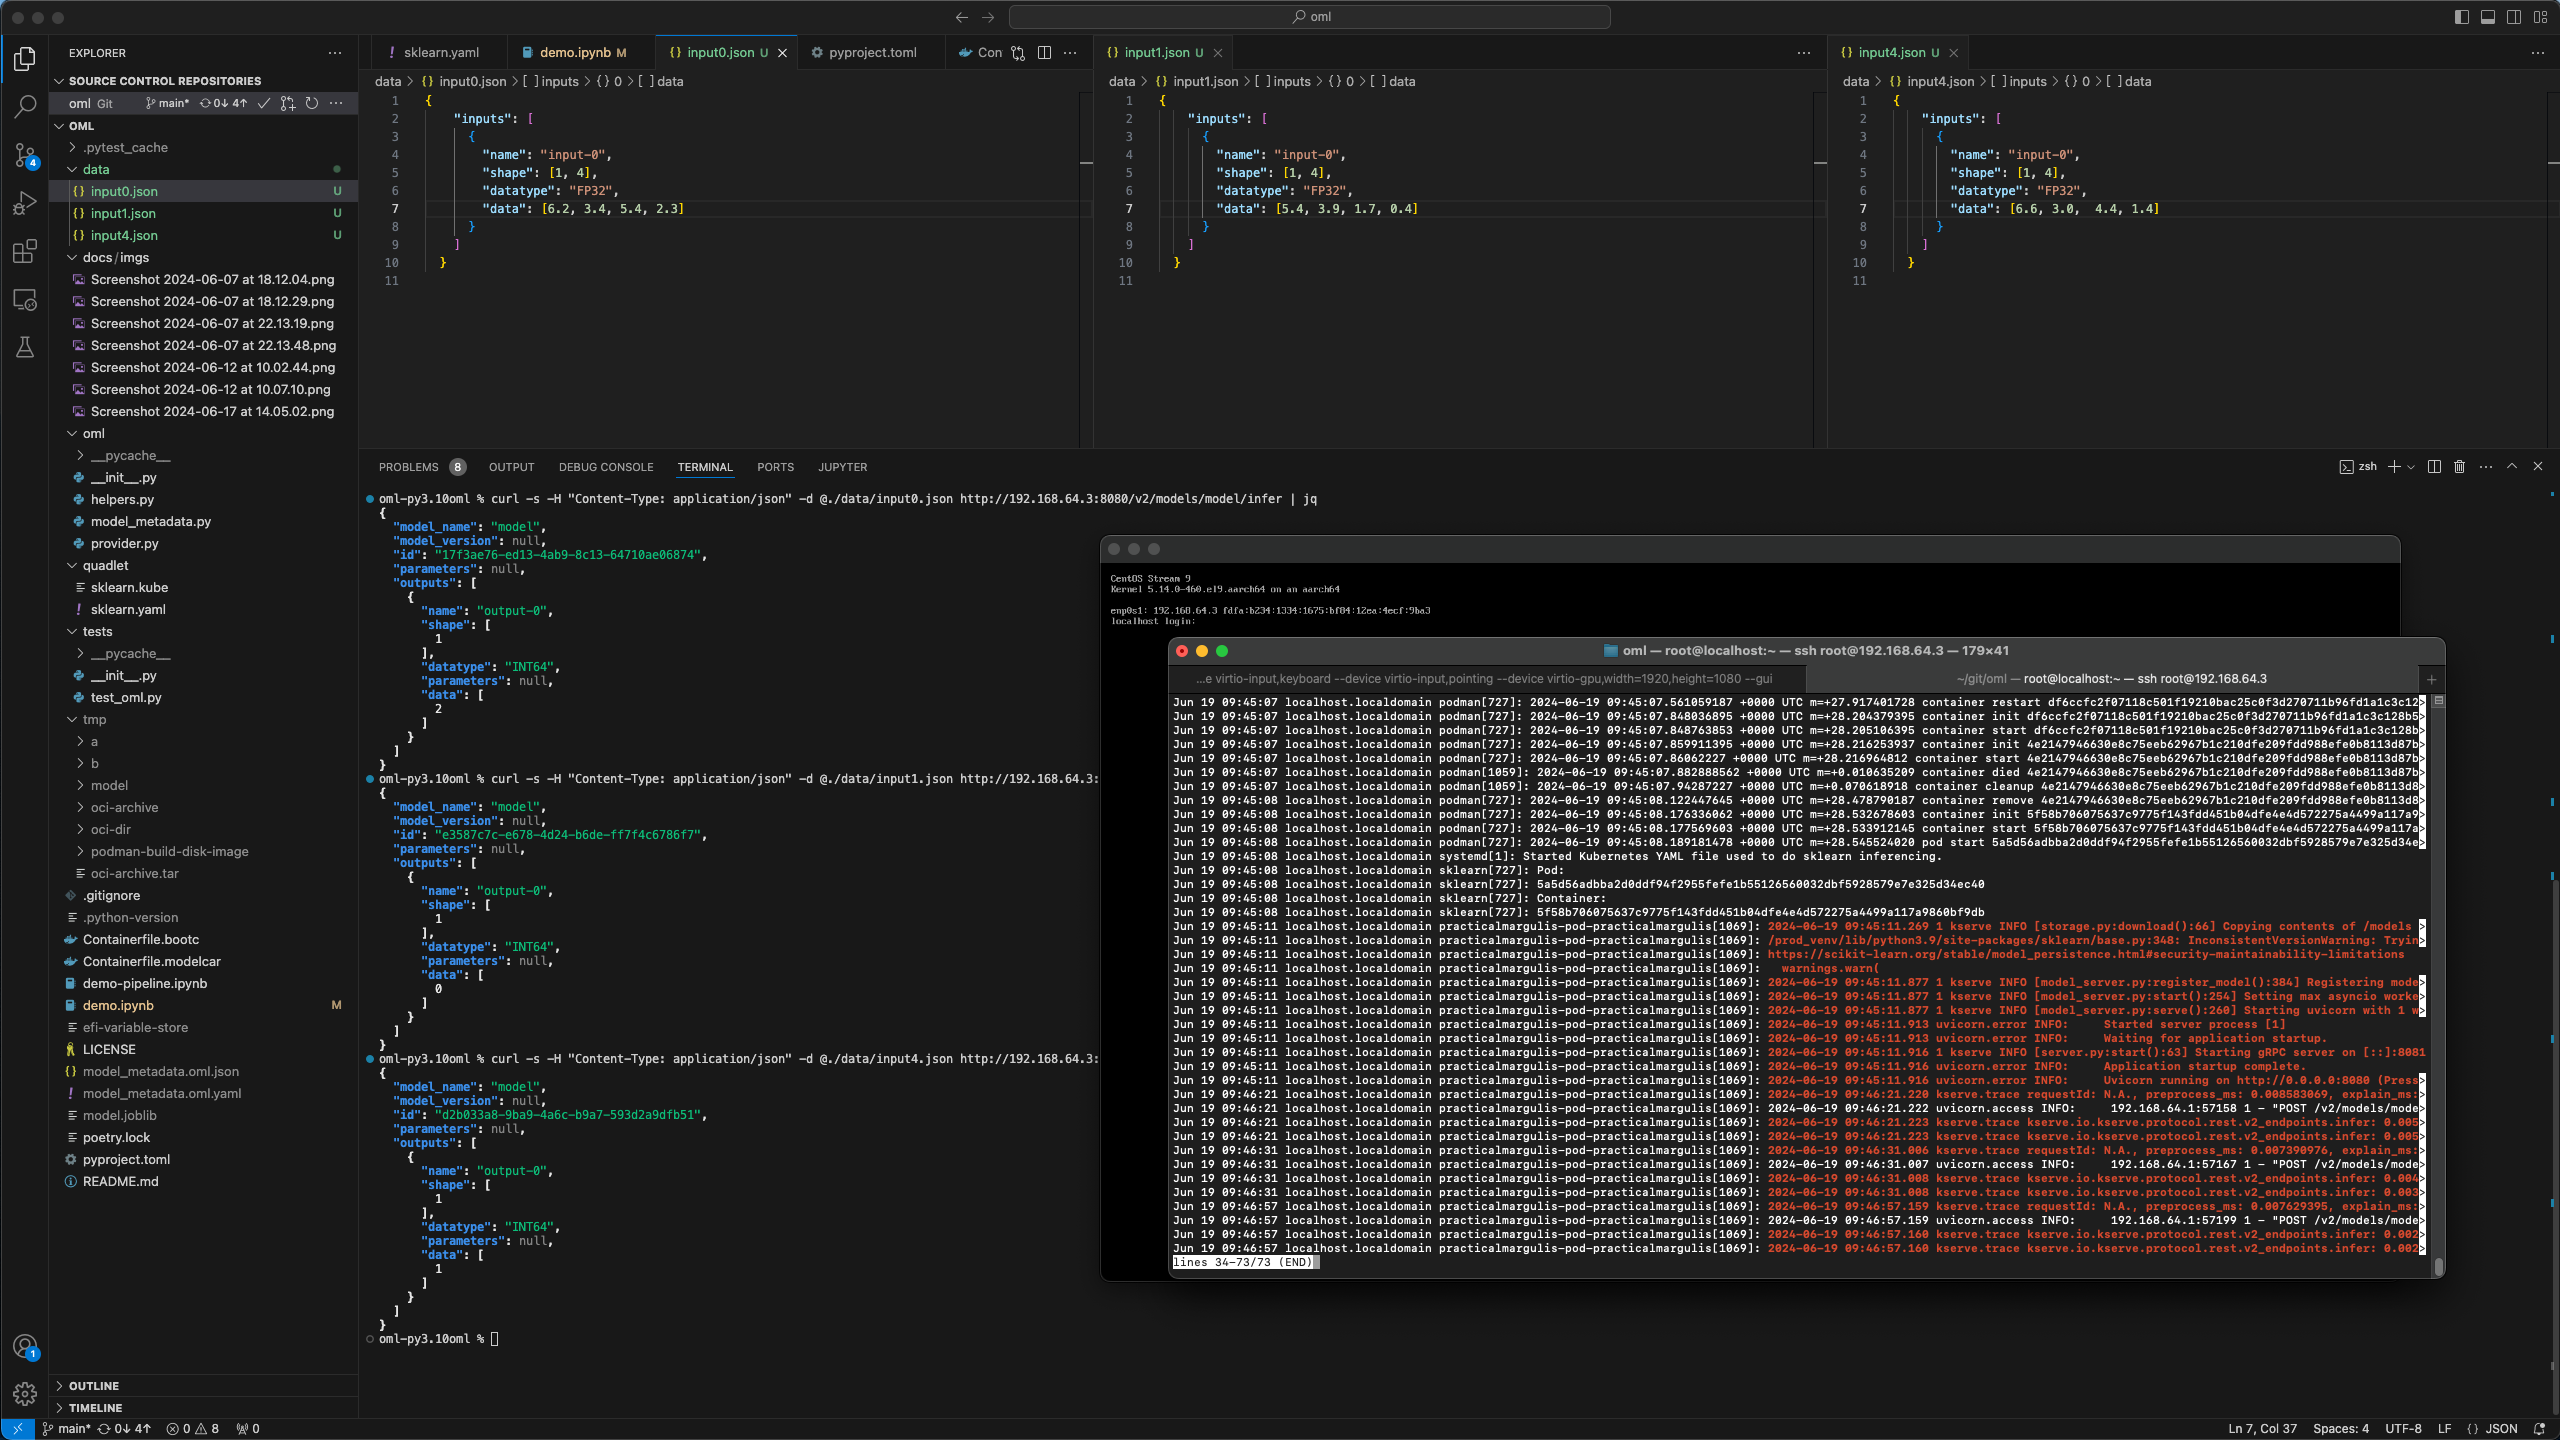 oml
EXPLORER
SOURCE CONTROL REPOSITORIES
oml Git main* 0↓ 4↑
OML
.pytest_cache
data
input0.json U
input1.json U
input4.json U
docs/imgs
Screenshot 2024-06-07 at 18.12.04.png
Screenshot 2024-06-07 at 18.12.29.png
Screenshot 2024-06-07 at 22.13.19.png
Screenshot 2024-06-07 at 22.13.48.png
Screenshot 2024-06-12 at 10.02.44.png
Screenshot 2024-06-12 at 10.07.10.png
Screenshot 2024-06-17 at 14.05.02.png
oml
__pycache__
__init__.py
helpers.py
model_metadata.py
provider.py
quadlet
sklearn.kube
sklearn.yaml
tests
__pycache__
__init__.py
test_oml.py
tmp
a
b
model
oci-archive
oci-dir
podman-build-disk-image
oci-archive.tar
.gitignore
.python-version
Containerfile.bootc
Containerfile.modelcar
demo-pipeline.ipynb
demo.ipynb M
efi-variable-store
LICENSE
model_metadata.oml.json
model_metadata.oml.yaml
model.joblib
poetry.lock
pyproject.toml
README.md
OUTLINE
TIMELINE
4
1
sklearn.yaml demo.ipynb M input0.json U pyproject.toml Con
data > {} input0.json > [ ] inputs > {} 0 > [ ] data
1 {
2 "inputs": [
3 {
4 "name": "input-0",
5 "shape": [1, 4],
6 "datatype": "FP32",
7 "data": [6.2, 3.4, 5.4, 2.3]
8 }
9 ]
10 }
11
input1.json U
data > {} input1.json > [ ] inputs > {} 0 > [ ] data
1 {
2 "inputs": [
3 {
4 "name": "input-0",
5 "shape": [1, 4],
6 "datatype": "FP32",
7 "data": [5.4, 3.9, 1.7, 0.4]
8 }
9 ]
10 }
11
input4.json U
data > {} input4.json > [ ] inputs > {} 0 > [ ] data
1 {
2 "inputs": [
3 {
4 "name": "input-0",
5 "shape": [1, 4],
6 "datatype": "FP32",
7 "data": [6.6, 3.0,  4.4, 1.4]
8 }
9 ]
10 }
11
PROBLEMS 8 OUTPUT DEBUG CONSOLE TERMINAL PORTS JUPYTER zsh
oml-py3.10oml % curl -s -H "Content-Type: application/json" -d @./data/input0.json http://192.168.64.3:8080/v2/models/model/infer | jq
{
"model_name": "model",
"model_version": null,
"id": "17f3ae76-ed13-4ab9-8c13-64710ae06874",
"parameters": null,
"outputs": [
{
"name": "output-0",
"shape": [
1
],
"datatype": "INT64",
"parameters": null,
"data": [
2
]
}
]
}
oml-py3.10oml % curl -s -H "Content-Type: application/json" -d @./data/input1.json http://192.168.64.3:
{
"model_name": "model",
"model_version": null,
"id": "e3587c7c-e678-4d24-b6de-ff7f4c6786f7",
"parameters": null,
"outputs": [
{
"name": "output-0",
"shape": [
1
],
"datatype": "INT64",
"parameters": null,
"data": [
0
]
}
]
}
oml-py3.10oml % curl -s -H "Content-Type: application/json" -d @./data/input4.json http://192.168.64.3:
{
"model_name": "model",
"model_version": null,
"id": "d2b033a8-9ba9-4a6c-b9a7-593d2a9dfb51",
"parameters": null,
"outputs": [
{
"name": "output-0",
"shape": [
1
],
"datatype": "INT64",
"parameters": null,
"data": [
1
]
}
]
}
oml-py3.10oml %
CentOS Stream 9
Kernel 5.14.0-460.el9.aarch64 on an aarch64
enp0s1: 192.168.64.3 fdfa:b234:1334:1675:bf84:12ea:4ecf:9ba3
localhost login:
oml — root@localhost:~ — ssh root@192.168.64.3 — 179×41
...e virtio-input,keyboard --device virtio-input,pointing --device virtio-gpu,width=1920,height=1080 --gui
~/git/oml — root@localhost:~ — ssh root@192.168.64.3 +
Jun 19 09:45:07 localhost.localdomain podman[727]: 2024-06-19 09:45:07.561059187 +0000 UTC m=+27.917401728 container restart df6ccfc2f07118c501f19210bac25c0f3d270711b96fd1a1c3c12>
Jun 19 09:45:07 localhost.localdomain podman[727]: 2024-06-19 09:45:07.848036895 +0000 UTC m=+28.204379395 container init df6ccfc2f07118c501f19210bac25c0f3d270711b96fd1a1c3c128b5>
Jun 19 09:45:07 localhost.localdomain podman[727]: 2024-06-19 09:45:07.848763853 +0000 UTC m=+28.205106395 container start df6ccfc2f07118c501f19210bac25c0f3d270711b96fd1a1c3c128b>
Jun 19 09:45:07 localhost.localdomain podman[727]: 2024-06-19 09:45:07.859911395 +0000 UTC m=+28.216253937 container init 4e2147946630e8c75eeb62967b1c210dfe209fdd988efe0b8113d87b>
Jun 19 09:45:07 localhost.localdomain podman[727]: 2024-06-19 09:45:07.86062227 +0000 UTC m=+28.216964812 container start 4e2147946630e8c75eeb62967b1c210dfe209fdd988efe0b8113d87b>
Jun 19 09:45:07 localhost.localdomain podman[1059]: 2024-06-19 09:45:07.882888562 +0000 UTC m=+0.010635209 container died 4e2147946630e8c75eeb62967b1c210dfe209fdd988efe0b8113d87b>
Jun 19 09:45:07 localhost.localdomain podman[1059]: 2024-06-19 09:45:07.94287227 +0000 UTC m=+0.070618918 container cleanup 4e2147946630e8c75eeb62967b1c210dfe209fdd988efe0b8113d8>
Jun 19 09:45:08 localhost.localdomain podman[727]: 2024-06-19 09:45:08.122447645 +0000 UTC m=+28.478790187 container remove 4e2147946630e8c75eeb62967b1c210dfe209fdd988efe0b8113d8>
Jun 19 09:45:08 localhost.localdomain podman[727]: 2024-06-19 09:45:08.176336062 +0000 UTC m=+28.532678603 container init 5f58b706075637c9775f143fdd451b04dfe4e4d572275a4499a117a9>
Jun 19 09:45:08 localhost.localdomain podman[727]: 2024-06-19 09:45:08.177569603 +0000 UTC m=+28.533912145 container start 5f58b706075637c9775f143fdd451b04dfe4e4d572275a4499a117a>
Jun 19 09:45:08 localhost.localdomain podman[727]: 2024-06-19 09:45:08.189181478 +0000 UTC m=+28.545524020 pod start 5a5d56adbba2d0ddf94f2955fefe1b55126560032dbf5928579e7e325d34e>
Jun 19 09:45:08 localhost.localdomain systemd[1]: Started Kubernetes YAML file used to do sklearn inferencing.
Jun 19 09:45:08 localhost.localdomain sklearn[727]: Pod:
Jun 19 09:45:08 localhost.localdomain sklearn[727]: 5a5d56adbba2d0ddf94f2955fefe1b55126560032dbf5928579e7e325d34ec40
Jun 19 09:45:08 localhost.localdomain sklearn[727]: Container:
Jun 19 09:45:08 localhost.localdomain sklearn[727]: 5f58b706075637c9775f143fdd451b04dfe4e4d572275a4499a117a9860bf9db
Jun 19 09:45:11 localhost.localdomain practicalmargulis-pod-practicalmargulis[1069]: 2024-06-19 09:45:11.269 1 kserve INFO [storage.py:download():66] Copying contents of /models >
Jun 19 09:45:11 localhost.localdomain practicalmargulis-pod-practicalmargulis[1069]: /prod_venv/lib/python3.9/site-packages/sklearn/base.py:348: InconsistentVersionWarning: Tryin>
Jun 19 09:45:11 localhost.localdomain practicalmargulis-pod-practicalmargulis[1069]: https://scikit-learn.org/stable/model_persistence.html#security-maintainability-limitations
Jun 19 09:45:11 localhost.localdomain practicalmargulis-pod-practicalmargulis[1069]:   warnings.warn(
Jun 19 09:45:11 localhost.localdomain practicalmargulis-pod-practicalmargulis[1069]: 2024-06-19 09:45:11.877 1 kserve INFO [model_server.py:register_model():384] Registering mode>
Jun 19 09:45:11 localhost.localdomain practicalmargulis-pod-practicalmargulis[1069]: 2024-06-19 09:45:11.877 1 kserve INFO [model_server.py:start():254] Setting max asyncio worke>
Jun 19 09:45:11 localhost.localdomain practicalmargulis-pod-practicalmargulis[1069]: 2024-06-19 09:45:11.877 1 kserve INFO [model_server.py:serve():260] Starting uvicorn with 1 w>
Jun 19 09:45:11 localhost.localdomain practicalmargulis-pod-practicalmargulis[1069]: 2024-06-19 09:45:11.913 uvicorn.error INFO:     Started server process [1]
Jun 19 09:45:11 localhost.localdomain practicalmargulis-pod-practicalmargulis[1069]: 2024-06-19 09:45:11.913 uvicorn.error INFO:     Waiting for application startup.
Jun 19 09:45:11 localhost.localdomain practicalmargulis-pod-practicalmargulis[1069]: 2024-06-19 09:45:11.916 1 kserve INFO [server.py:start():63] Starting gRPC server on [::]:8081
Jun 19 09:45:11 localhost.localdomain practicalmargulis-pod-practicalmargulis[1069]: 2024-06-19 09:45:11.916 uvicorn.error INFO:     Application startup complete.
Jun 19 09:45:11 localhost.localdomain practicalmargulis-pod-practicalmargulis[1069]: 2024-06-19 09:45:11.916 uvicorn.error INFO:     Uvicorn running on http://0.0.0.0:8080 (Press>
Jun 19 09:46:21 localhost.localdomain practicalmargulis-pod-practicalmargulis[1069]: 2024-06-19 09:46:21.220 kserve.trace requestId: N.A., preprocess_ms: 0.008583069, explain_ms:>
Jun 19 09:46:21 localhost.localdomain practicalmargulis-pod-practicalmargulis[1069]: 2024-06-19 09:46:21.222 uvicorn.access INFO:     192.168.64.1:57158 1 - "POST /v2/models/mode>
Jun 19 09:46:21 localhost.localdomain practicalmargulis-pod-practicalmargulis[1069]: 2024-06-19 09:46:21.223 kserve.trace kserve.io.kserve.protocol.rest.v2_endpoints.infer: 0.005>
Jun 19 09:46:21 localhost.localdomain practicalmargulis-pod-practicalmargulis[1069]: 2024-06-19 09:46:21.223 kserve.trace kserve.io.kserve.protocol.rest.v2_endpoints.infer: 0.005>
Jun 19 09:46:31 localhost.localdomain practicalmargulis-pod-practicalmargulis[1069]: 2024-06-19 09:46:31.006 kserve.trace requestId: N.A., preprocess_ms: 0.007390976, explain_ms:>
Jun 19 09:46:31 localhost.localdomain practicalmargulis-pod-practicalmargulis[1069]: 2024-06-19 09:46:31.007 uvicorn.access INFO:     192.168.64.1:57167 1 - "POST /v2/models/mode>
Jun 19 09:46:31 localhost.localdomain practicalmargulis-pod-practicalmargulis[1069]: 2024-06-19 09:46:31.008 kserve.trace kserve.io.kserve.protocol.rest.v2_endpoints.infer: 0.004>
Jun 19 09:46:31 localhost.localdomain practicalmargulis-pod-practicalmargulis[1069]: 2024-06-19 09:46:31.008 kserve.trace kserve.io.kserve.protocol.rest.v2_endpoints.infer: 0.003>
Jun 19 09:46:57 localhost.localdomain practicalmargulis-pod-practicalmargulis[1069]: 2024-06-19 09:46:57.159 kserve.trace requestId: N.A., preprocess_ms: 0.007629395, explain_ms:>
Jun 19 09:46:57 localhost.localdomain practicalmargulis-pod-practicalmargulis[1069]: 2024-06-19 09:46:57.159 uvicorn.access INFO:     192.168.64.1:57199 1 - "POST /v2/models/mode>
Jun 19 09:46:57 localhost.localdomain practicalmargulis-pod-practicalmargulis[1069]: 2024-06-19 09:46:57.160 kserve.trace kserve.io.kserve.protocol.rest.v2_endpoints.infer: 0.002>
Jun 19 09:46:57 localhost.localdomain practicalmargulis-pod-practicalmargulis[1069]: 2024-06-19 09:46:57.160 kserve.trace kserve.io.kserve.protocol.rest.v2_endpoints.infer: 0.002>
lines 34-73/73 (END)
main* 0↓ 4↑ 0 8 0 Ln 7, Col 37 Spaces: 4 UTF-8 LF {} JSON